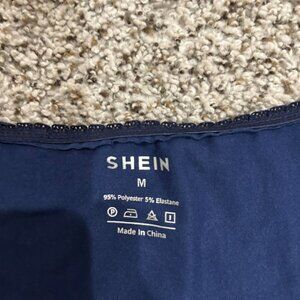 SHEIN
M
95% Polyester 5% Elastane
P
Made In China